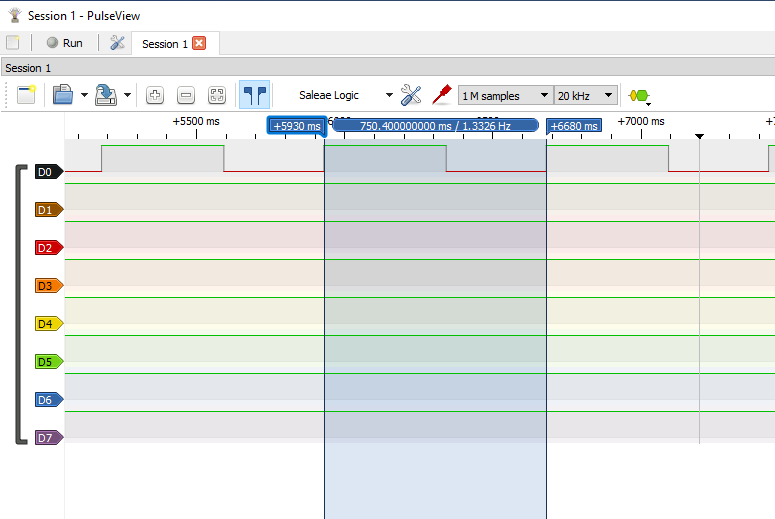 Session 1 - PulseView
Run
Session 1
Session 1
Saleae Logic
1 M samples
20 kHz
+5500 ms
+5930 ms
750.400000000 ms / 1.3326 Hz
+6680 ms
+7000 ms
D0
D1
D2
D3
D4
D5
D6
D7